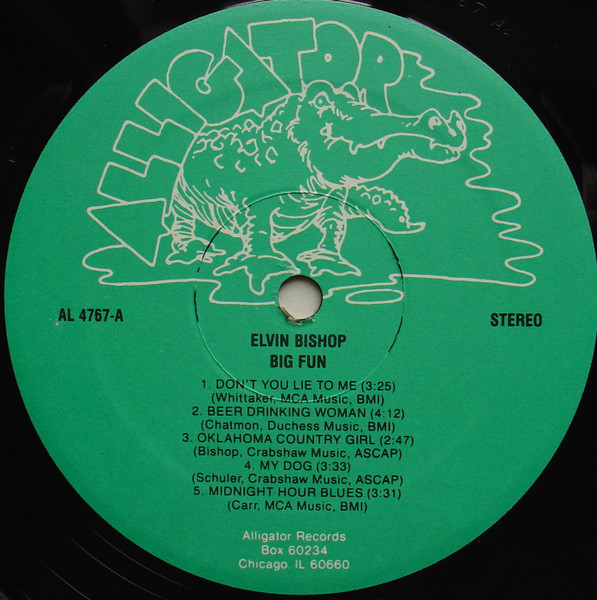 ALLIGATOR
AL 4767-A
STEREO
ELVIN BISHOP
BIG FUN
1. DON'T YOU LIE TO ME (3:25)
(Whittaker, MCA Music, BMI)
2. BEER DRINKING WOMAN (4:12)
(Chatmon, Duchess Music, BMI)
3. OKLAHOMA COUNTRY GIRL (2:47)
(Bishop, Crabshaw Music, ASCAP)
4. MY DOG (3:33)
(Schuler, Crabshaw Music, ASCAP)
5. MIDNIGHT HOUR BLUES (3:31)
(Carr, MCA Music, BMI)
Alligator Records
Box 60234
Chicago, IL 60660